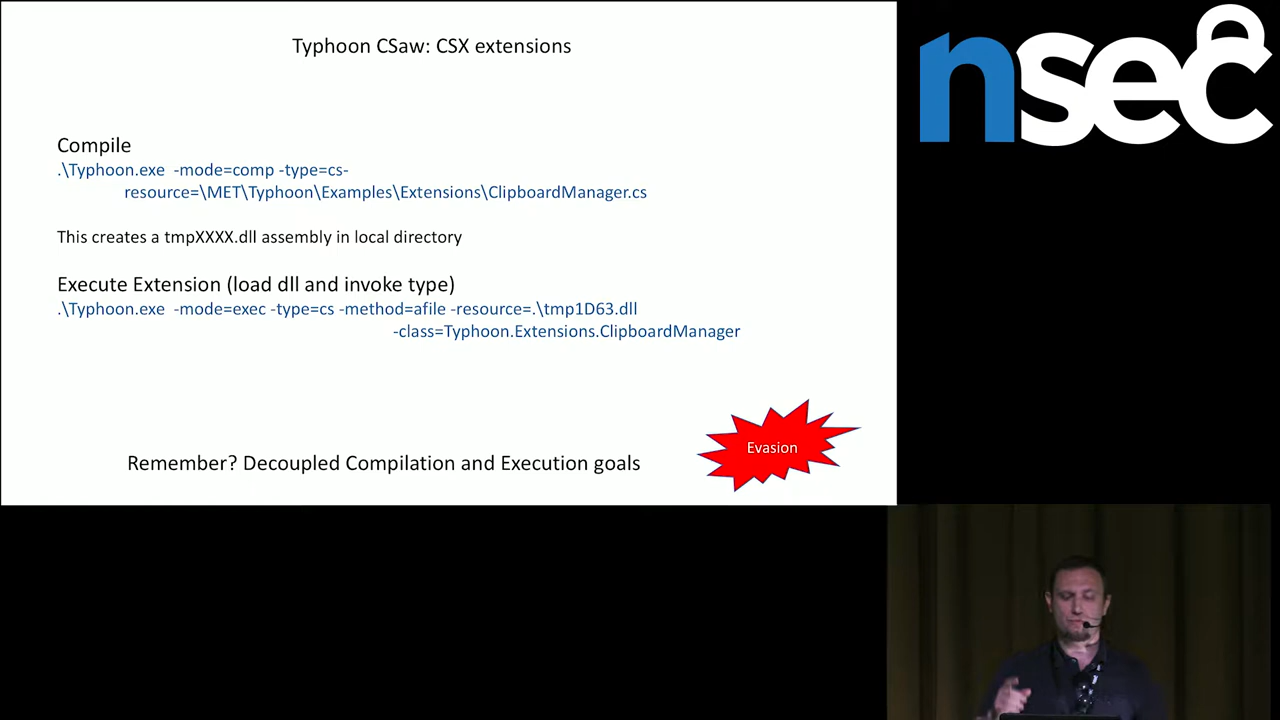 Typhoon CSaw: CSX extensions
nsec
Compile
.\Typhoon.exe -mode=comp -type=cs-
resource=\MET\Typhoon\Examples\Extensions\ClipboardManager.cs
This creates a tmpXXXX.dll assembly in local directory
Execute Extension (load dll and invoke type)
.\Typhoon.exe -mode=exec -type=cs -method=afile -resource=.\tmp1D63.dll
-class=Typhoon.Extensions.ClipboardManager
Evasion
Remember? Decoupled Compilation and Execution goals